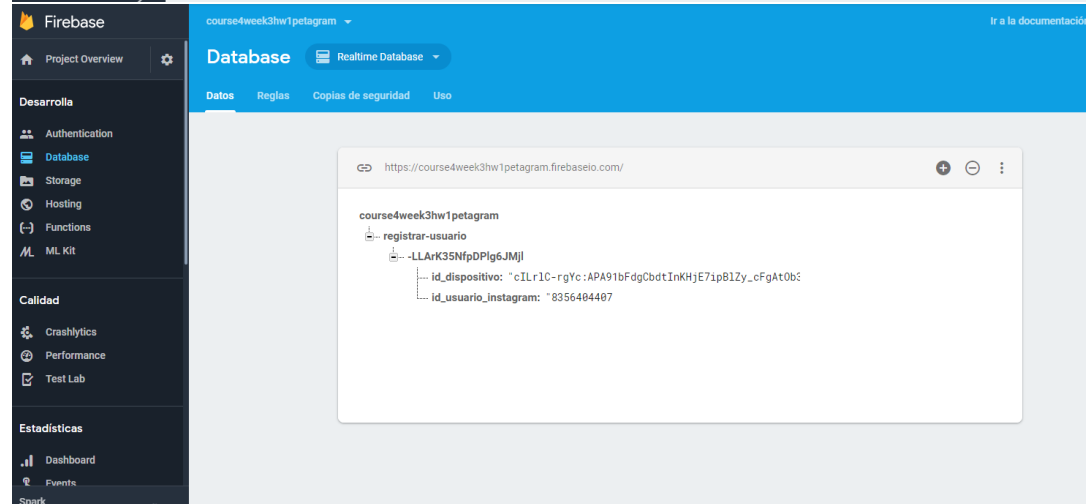 Firebase
Project Overview
Desarrolla
Authentication
Database
Storage
Hosting
Functions
ML Kit
Calidad
Crashlytics
Performance
Test Lab
Estadísticas
Dashboard
Events
Spark
course4week3hw1petagram
Ir a la documentación
Database
Realtime Database
Datos Reglas Copias de seguridad Uso
https://course4week3hw1petagram.firebaseio.com/
course4week3hw1petagram
registrar-usuario
-LLArK35NfpDPlg6JMjl
id_dispositivo: "cILrlC-rgYc:APA91bFdgCbdtInKHjE7ipBlZy_cFgAtOb3
id_usuario_instagram: "8356404407